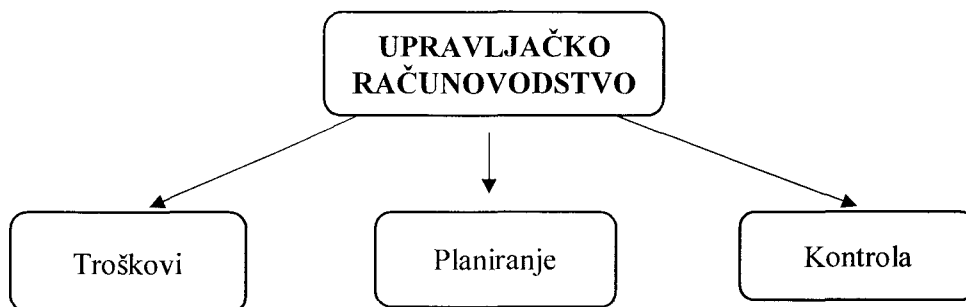 UPRAVLJAČKO
RAČUNOVODSTVO
Troškovi
Planiranje
Kontrola